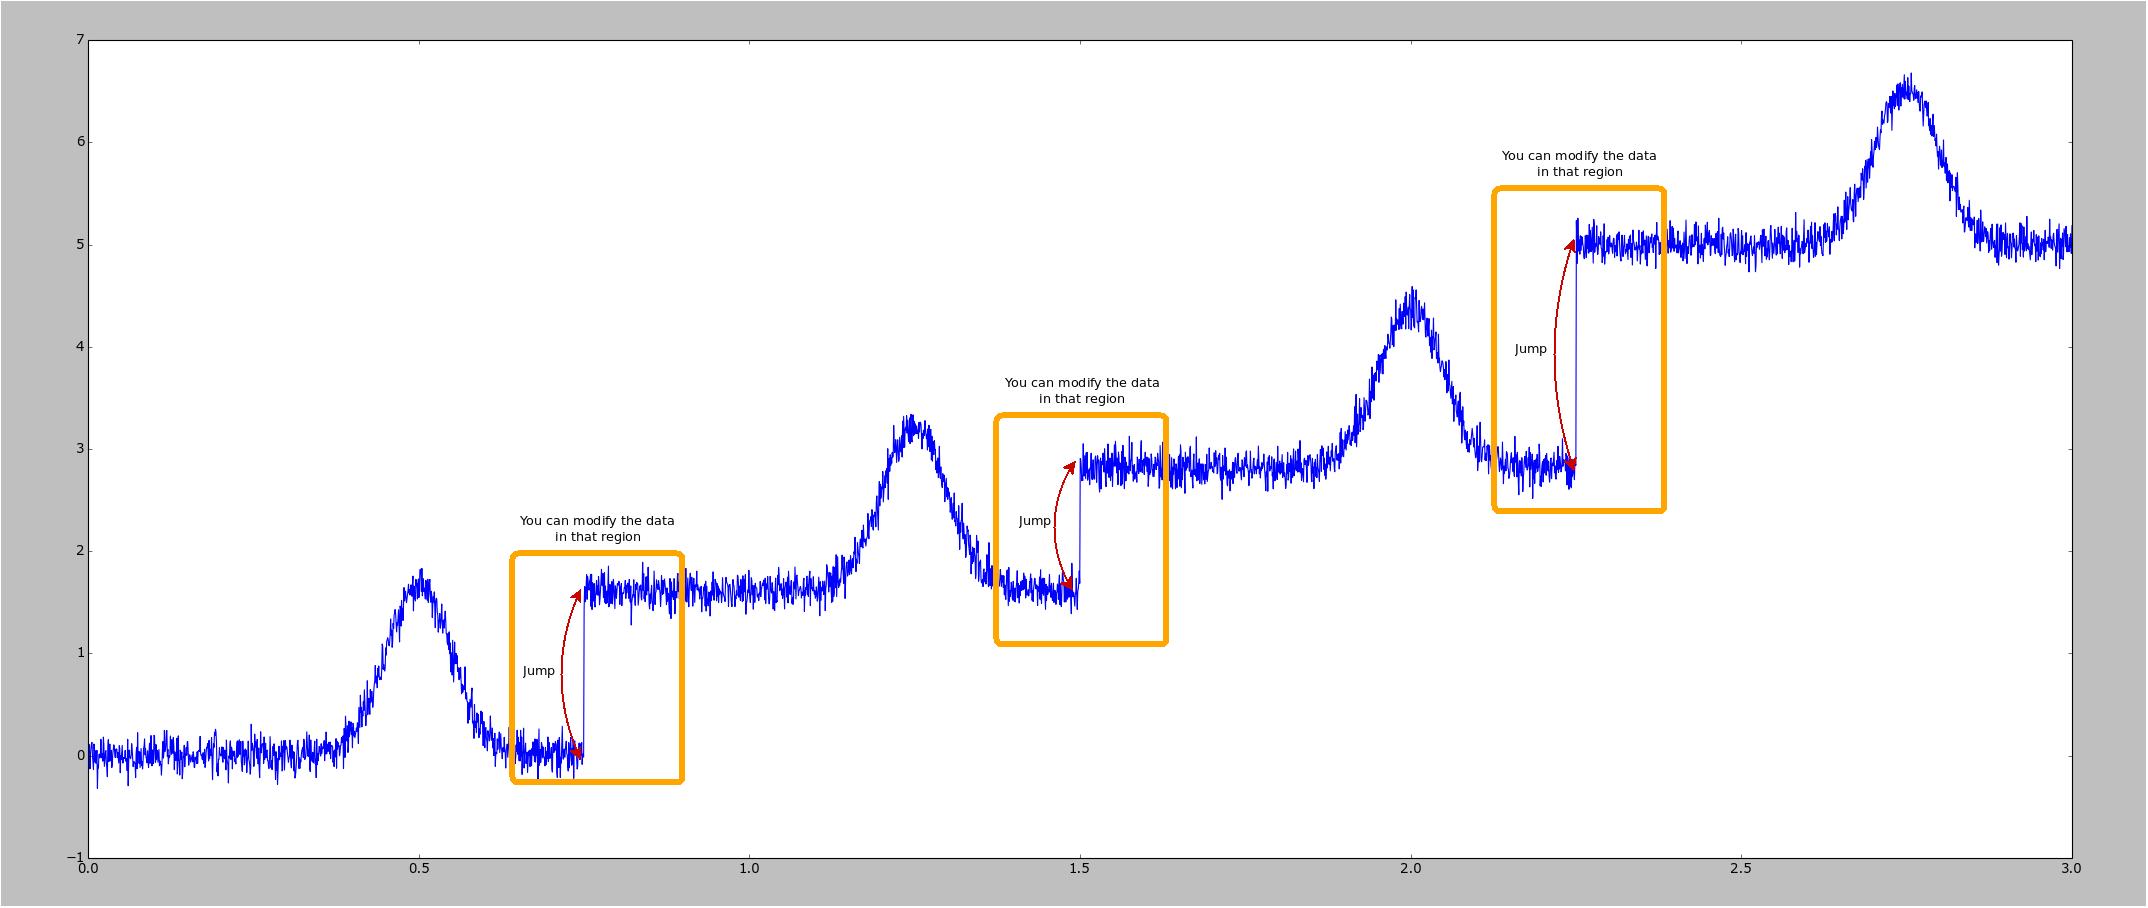 7
6
You can modify the data
in that region
5
4
Jump
You can modify the data
in that region
3
Jump
You can modify the data
in that region
2
Jump
1
0
−1
0.0 0.5 1.0 1.5 2.0 2.5 3.0